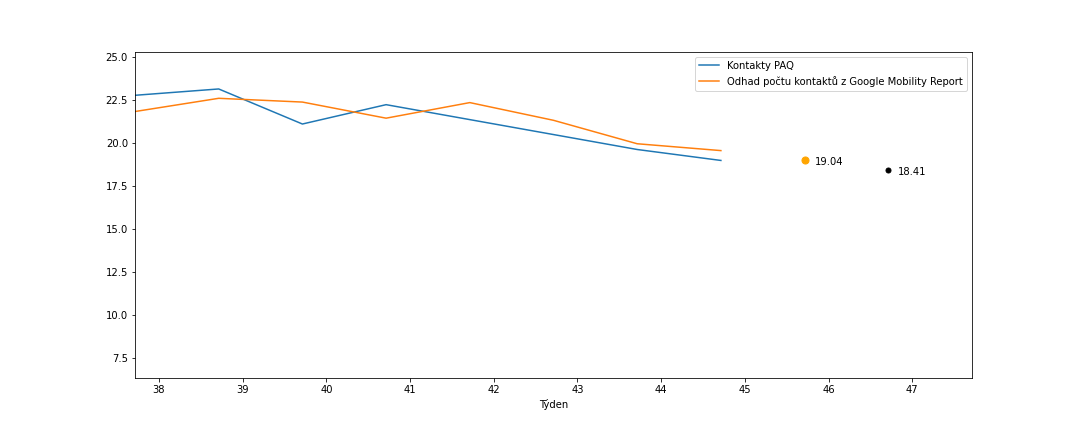 25.0
22.5
20.0
17.5
15.0
12.5
10.0
7.5
Kontakty PAQ
Odhad počtu kontaktů z Google Mobility Report
19.04
18.41
38 39 40 41 42 43 44 45 46 47
Týden